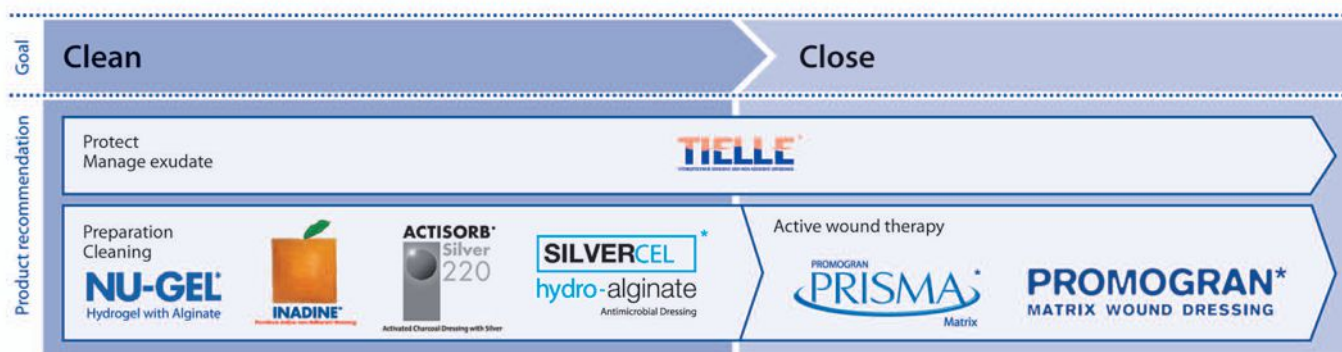 Goal
Clean
Close
Product recommendation
Protect
Manage exudate
TIELLE*
Preparation
Cleaning
NU-GEL*
Hydrogel with Alginate
INADINE*
ACTISORB*
Silver
220
Activated Charcoal Dressing with Silver
SILVERCEL *
hydro-alginate
Antimicrobial Dressing
Active wound therapy
PROMOGRAN
PRISMA *
Matrix
PROMOGRAN*
MATRIX WOUND DRESSING